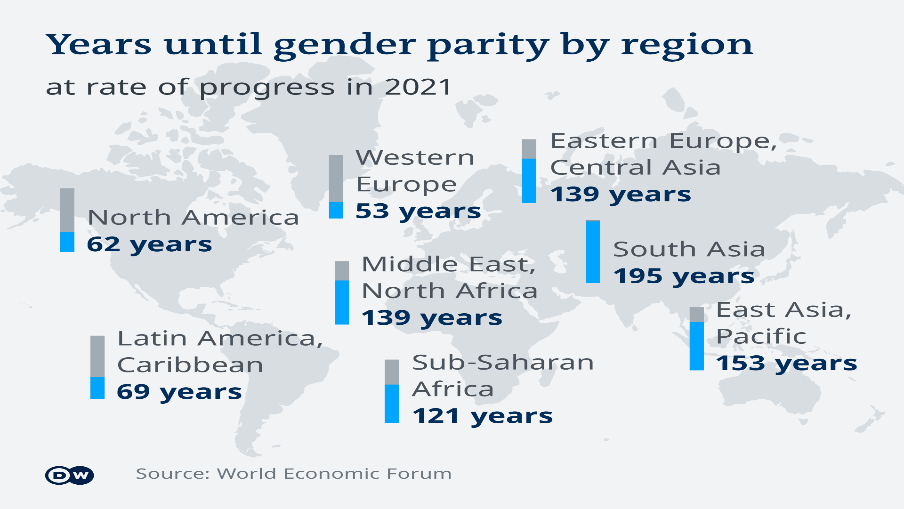 Years until gender parity by region
at rate of progress in 2021
Eastern Europe,
Central Asia
139 years
Western
Europe
53 years
North America
62 years
South Asia
195 years
Middle East,
North Africa
139 years
East Asia,
Pacific
153 years
Latin America,
Caribbean
69 years
Sub-Saharan
Africa
121 years
DW
Source: World Economic Forum